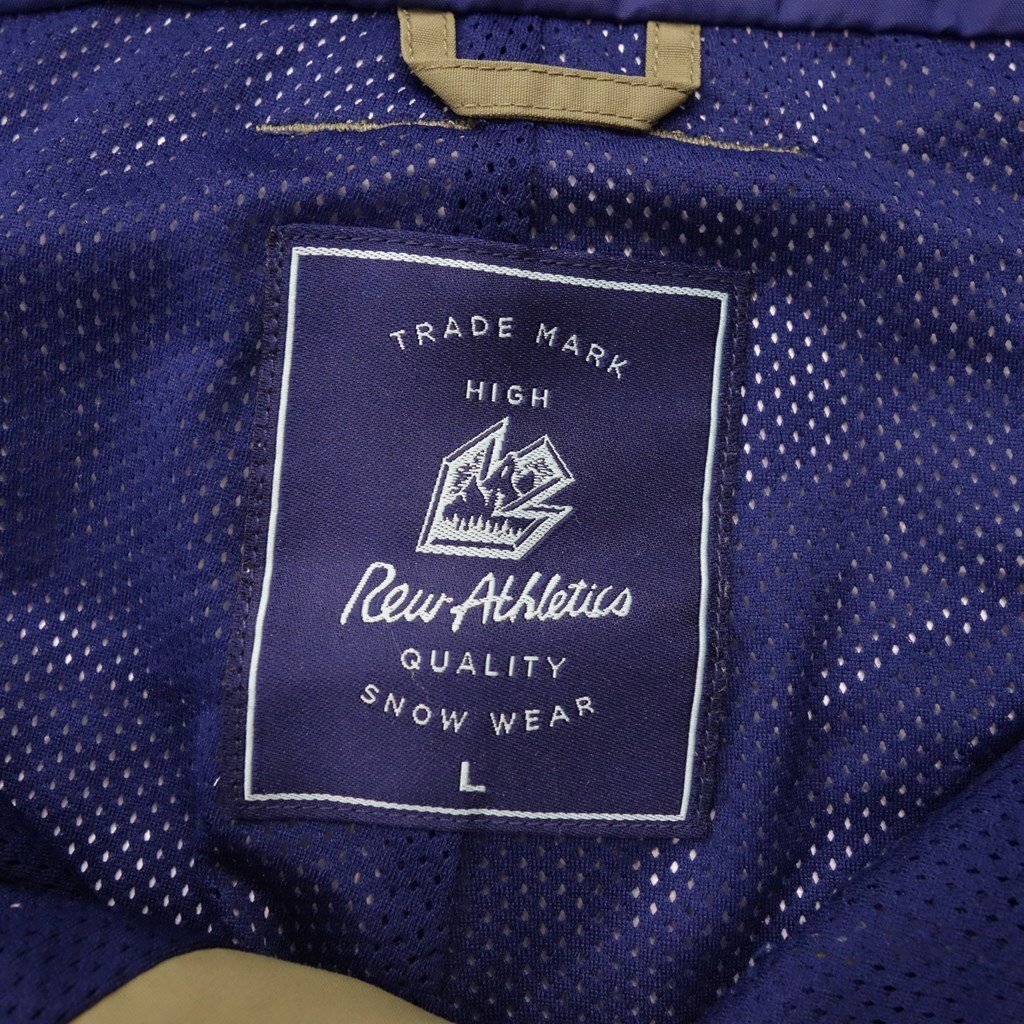 TRADE MARK
HIGH
Rew Athletics
QUALITY
SNOW WEAR
L